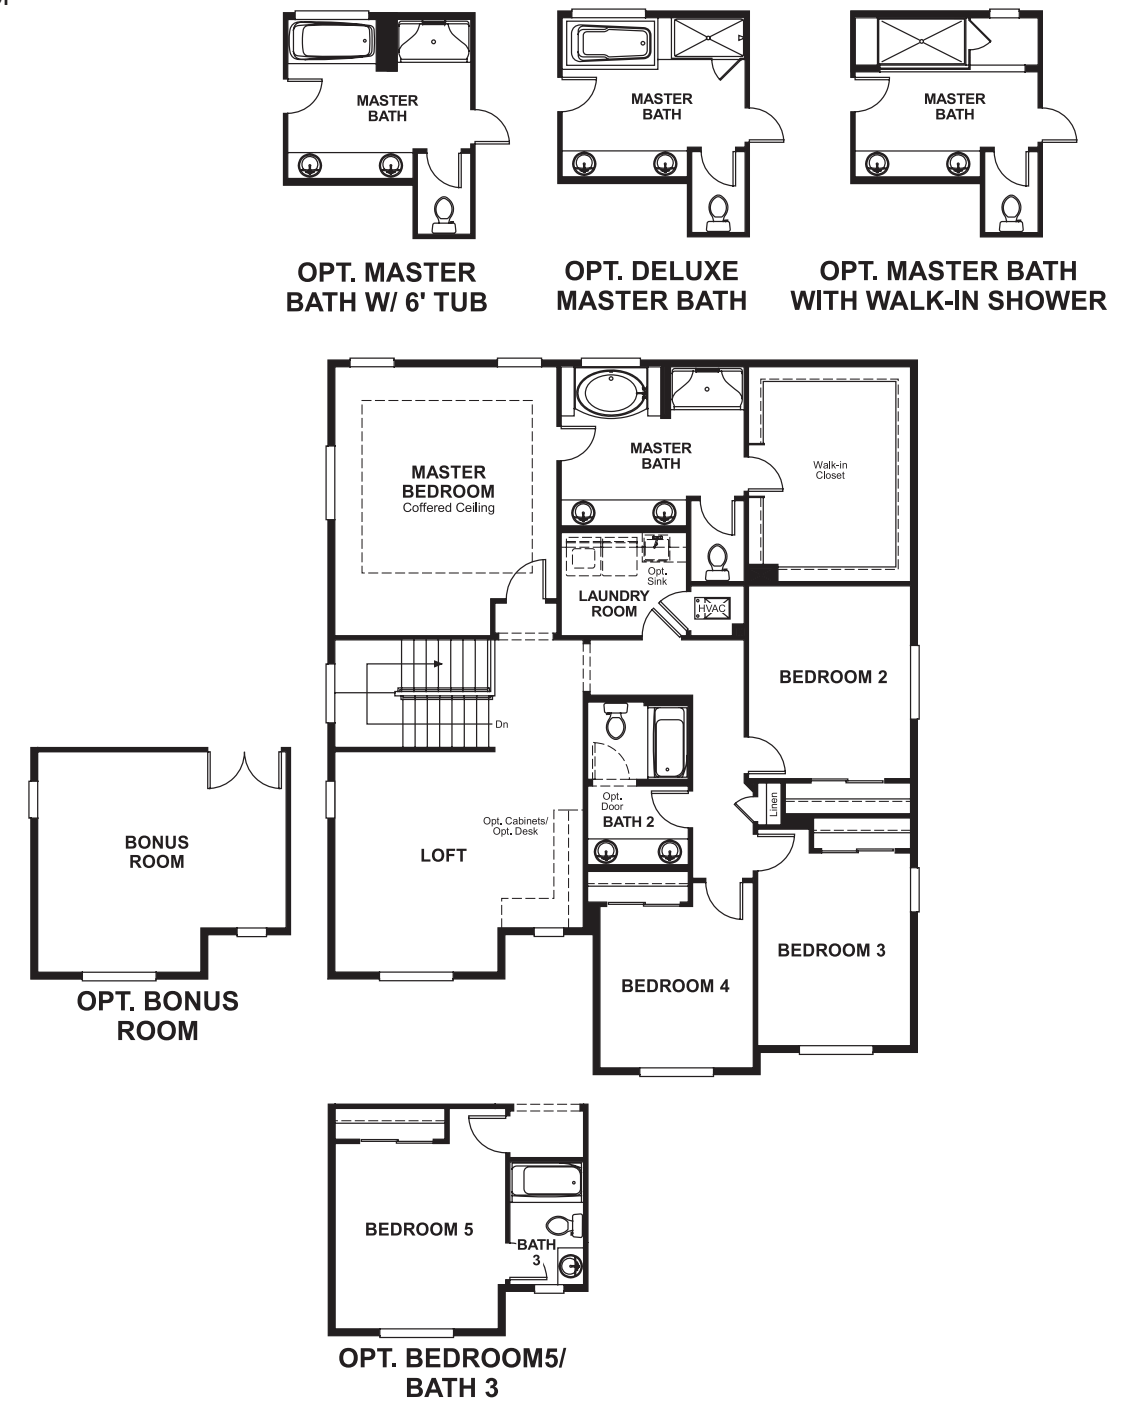 MASTER
BATH
MASTER
BATH
MASTER
BATH
OPT. MASTER
BATH W/ 6' TUB
OPT. DELUXE
MASTER BATH
OPT. MASTER BATH
WITH WALK-IN SHOWER
MASTER
BEDROOM
Coffered Ceiling
MASTER
BATH
Walk-in
Closet
Opt.
Sink
LAUNDRY
ROOM
HVAC
BEDROOM 2
Dn
Opt.
Door
BATH 2
Linen
Opt. Cabinets/
Opt. Desk
LOFT
BONUS
ROOM
BEDROOM 3
BEDROOM 4
OPT. BONUS
ROOM
BEDROOM 5
BATH
3
OPT. BEDROOM5/
BATH 3